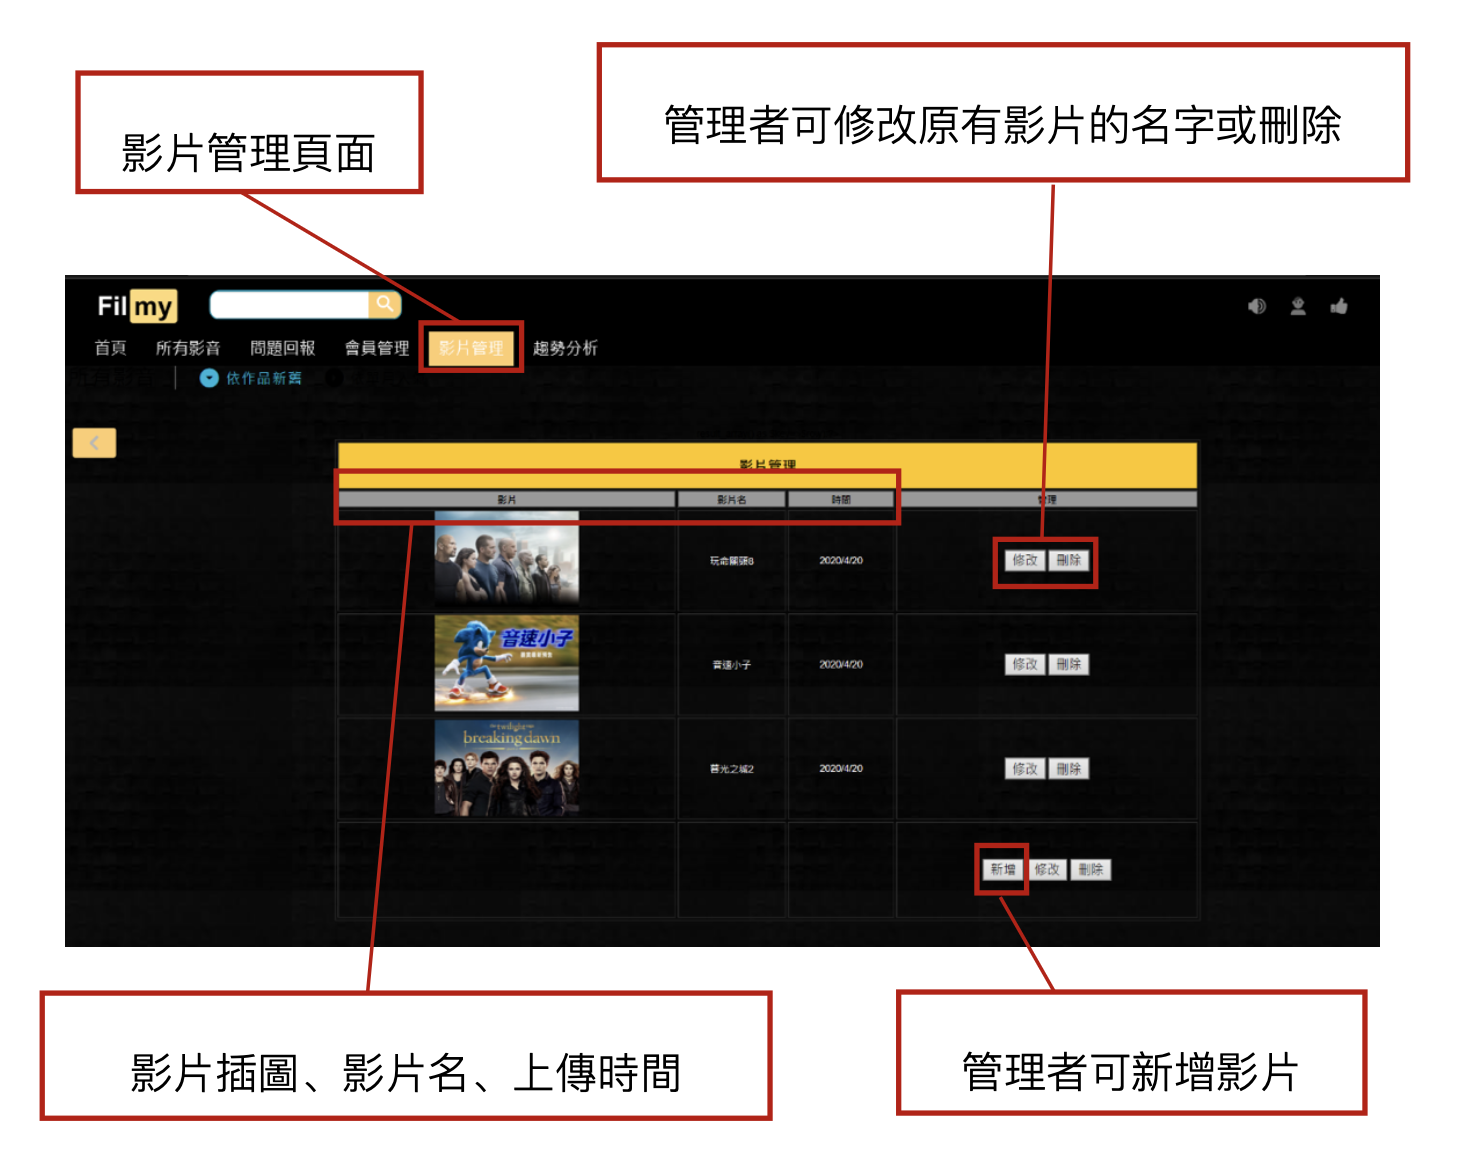 管理者可修改原有影片的名字或刪除
影片管理頁面
Filmy
首頁 所有影音 問題回報 會員管理 影片管理 趨勢分析
依作品新舊
影片管理
影片 影片名 時間 管理
玩命關頭8 2020/4/20 修改 刪除
音速小子
音速小子 2020/4/20 修改 刪除
the twilight saga
breaking dawn
暮光之城2 2020/4/20 修改 刪除
新增 修改 刪除
影片插圖、影片名、上傳時間
管理者可新增影片